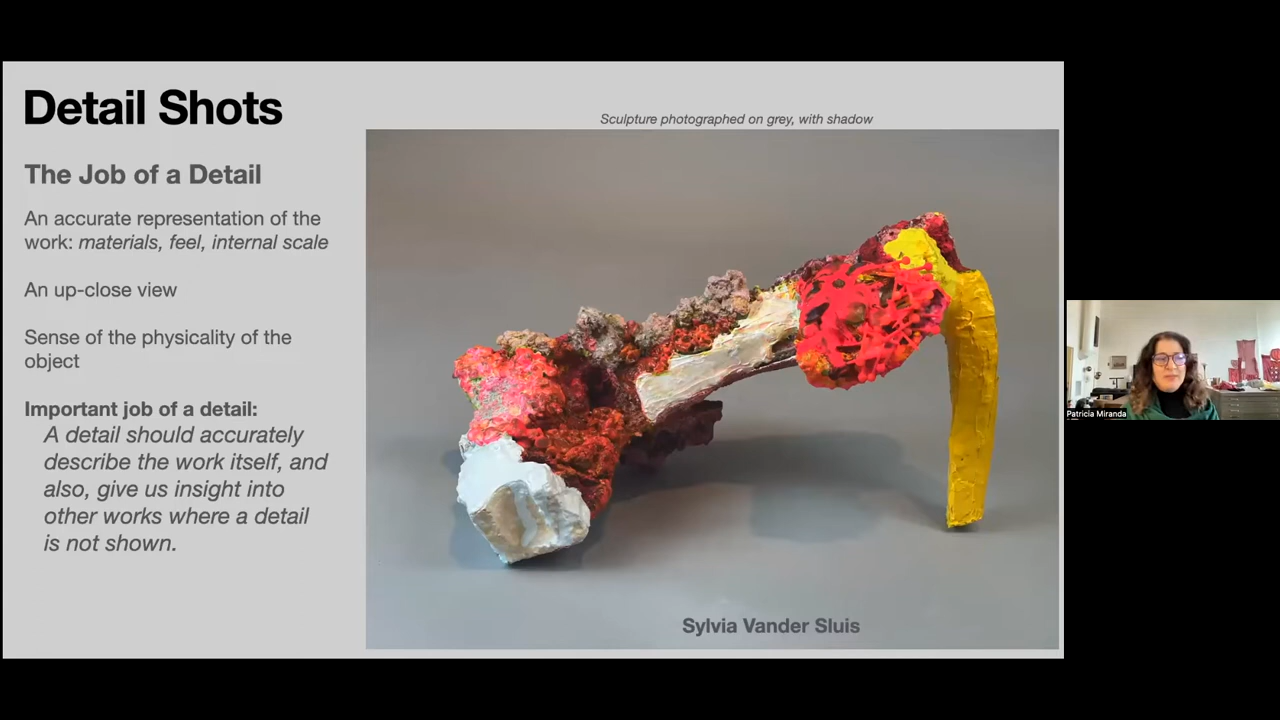 Detail Shots
Sculpture photographed on grey, with shadow
The Job of a Detail
An accurate representation of the
work: materials, feel, internal scale
An up-close view
Sense of the physicality of the
object
Important job of a detail:
A detail should accurately
describe the work itself, and
also, give us insight into
other works where a detail
is not shown.
Sylvia Vander Sluis
Patricia Miranda